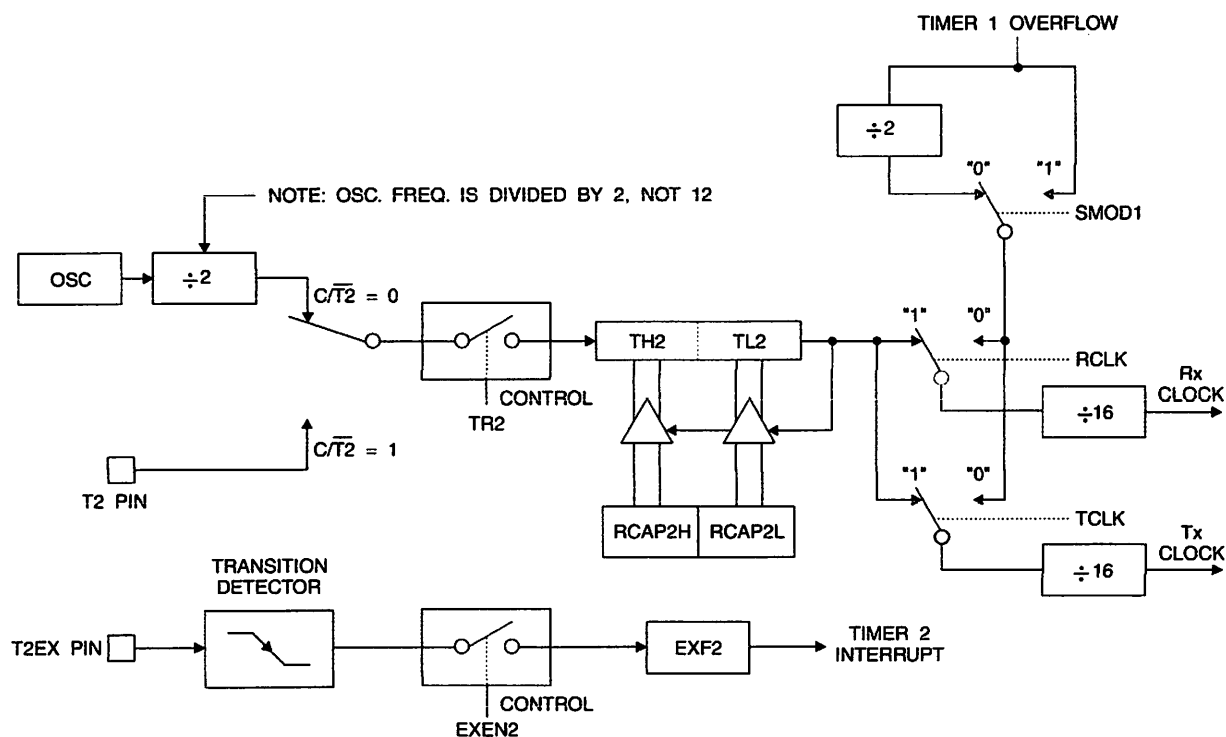 TIMER 1 OVERFLOW
÷2
"0" "1"
NOTE: OSC. FREQ. IS DIVIDED BY 2, NOT 12
SMOD1
OSC
÷2
C/T2̅ = 0
"1" "0"
TH2 TL2
RCLK
Rx
CLOCK
CONTROL
TR2
÷16
C/T2̅ = 1
"1" "0"
T2 PIN
RCAP2H RCAP2L
TCLK
Tx
CLOCK
TRANSITION
DETECTOR
÷16
T2EX PIN
EXF2
TIMER 2
INTERRUPT
CONTROL
EXEN2